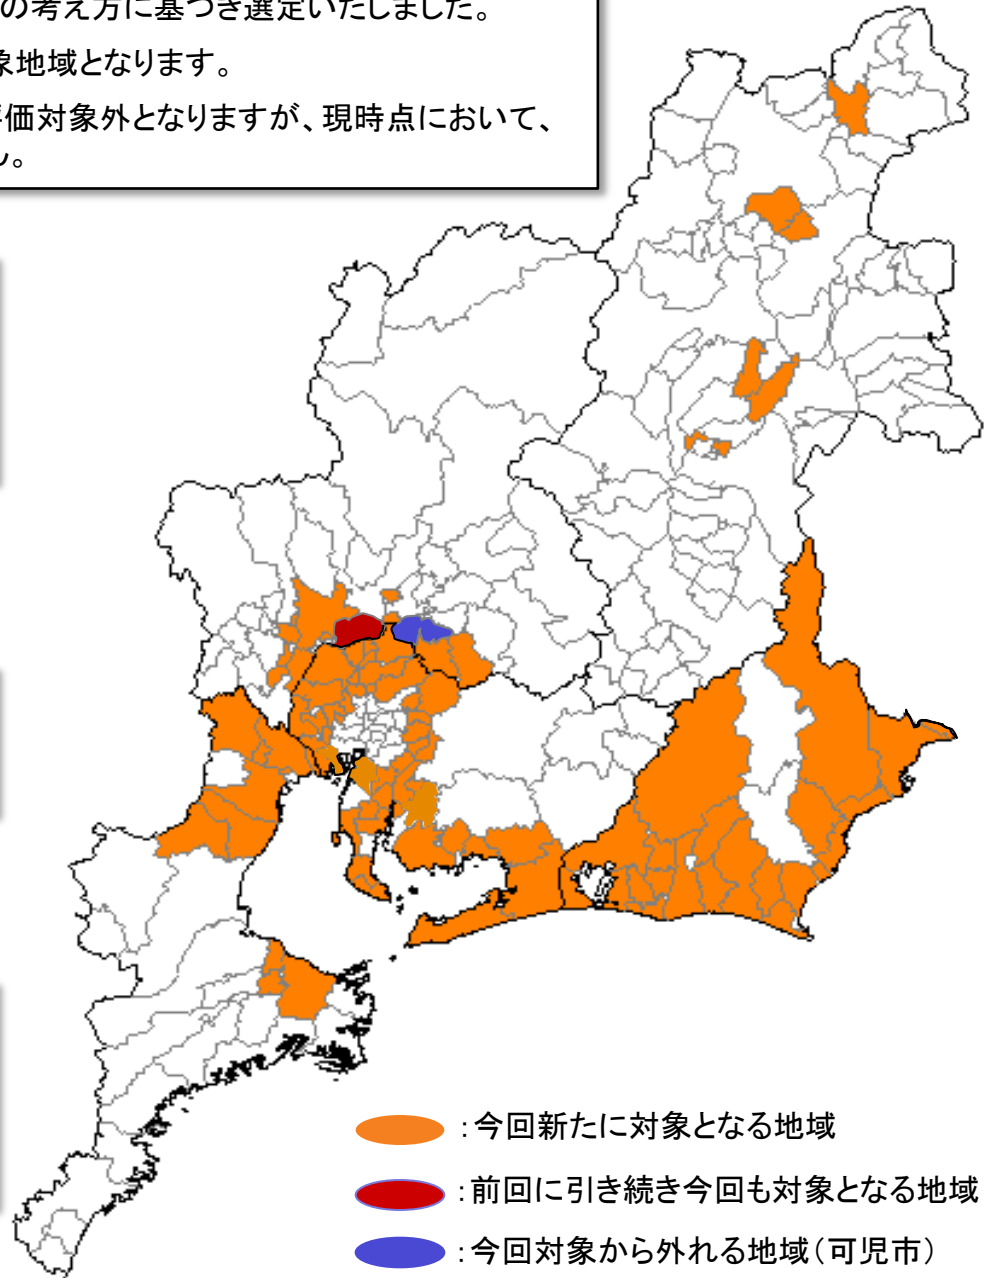 の考え方に基づき選定いたしました。
象地域となります。
評価対象外となりますが、現時点において、
ん。
:今回新たに対象となる地域
:前回に引き続き今回も対象となる地域
:今回対象から外れる地域(可児市)